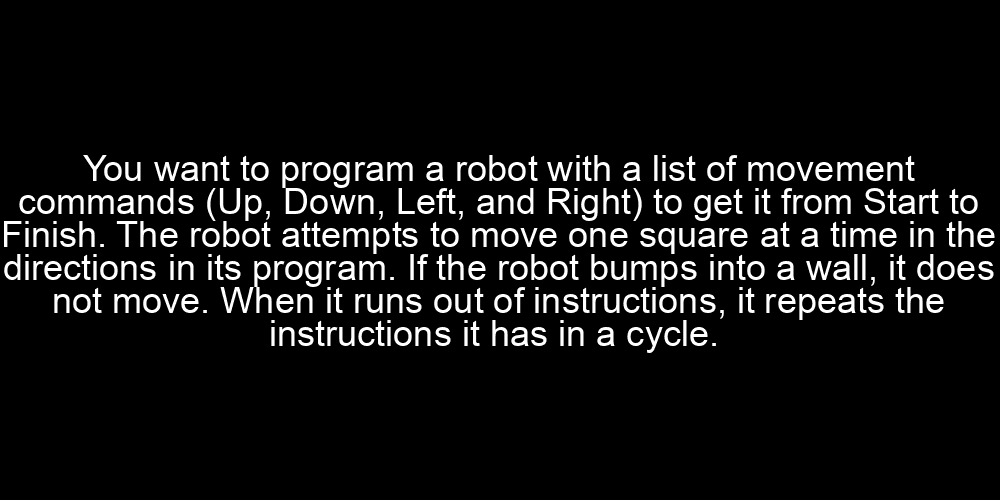 You want to program a robot with a list of movement
commands (Up, Down, Left, and Right) to get it from Start to
Finish. The robot attempts to move one square at a time in the
directions in its program. If the robot bumps into a wall, it does
not move. When it runs out of instructions, it repeats the
instructions it has in a cycle.